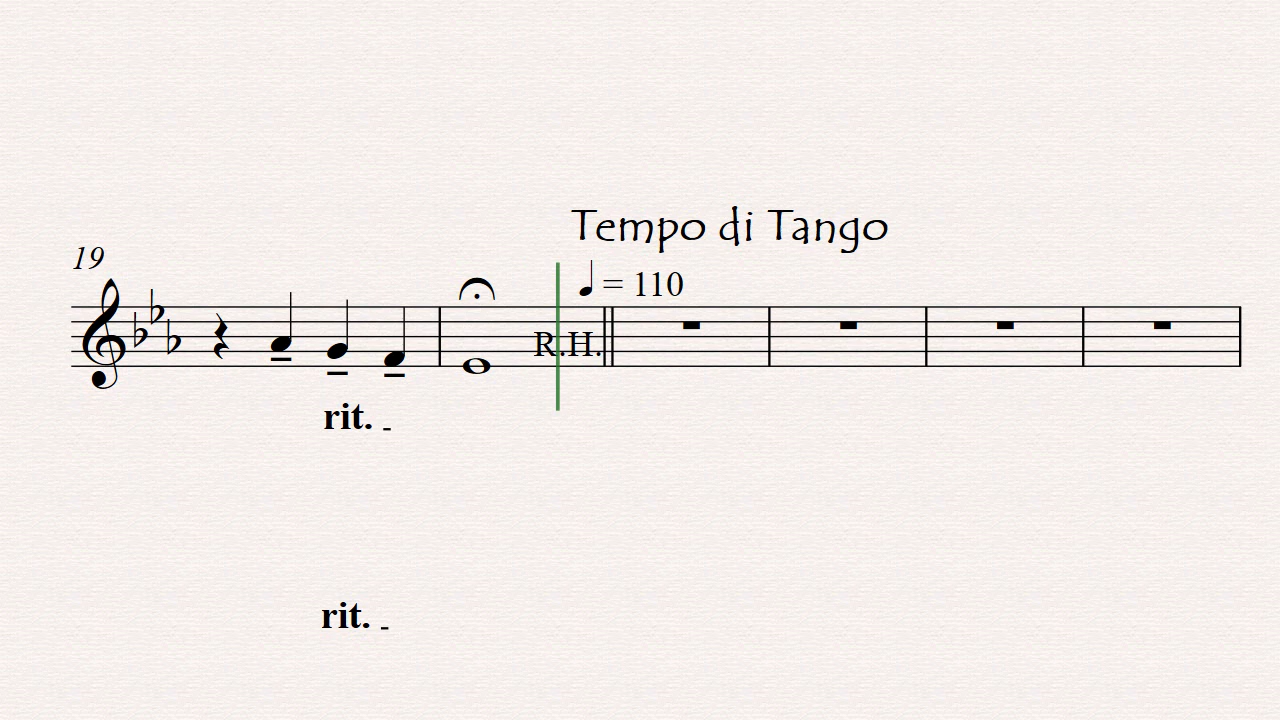 Tempo di Tango
19
= 110
R.H.
rit. -
rit. -